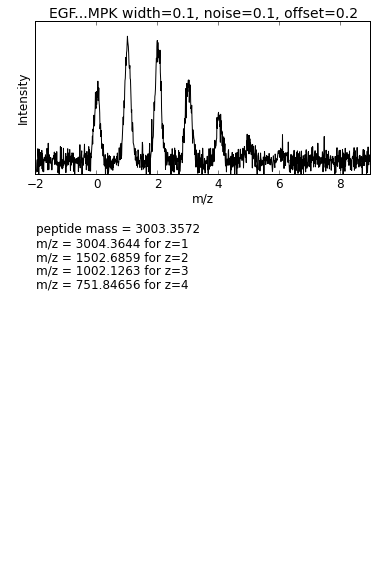 EGF...MPK width=0.1, noise=0.1, offset=0.2
Intensity
−2 0 2 4 6 8
m/z
peptide mass = 3003.3572
m/z = 3004.3644 for z=1
m/z = 1502.6859 for z=2
m/z = 1002.1263 for z=3
m/z = 751.84656 for z=4